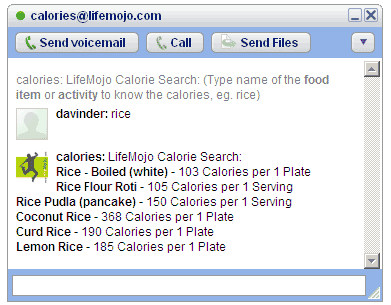 calories@lifemojo.com
Send voicemail Call Send Files
calories: LifeMojo Calorie Search: (Type name of the food
item or activity to know the calories, eg. rice)
davinder: rice
calories: LifeMojo Calorie Search:
Rice - Boiled (white) - 103 Calories per 1 Plate
Rice Flour Roti - 105 Calories per 1 Serving
Rice Pudla (pancake) - 150 Calories per 1 Serving
Coconut Rice - 368 Calories per 1 Plate
Curd Rice - 190 Calories per 1 Plate
Lemon Rice - 185 Calories per 1 Plate